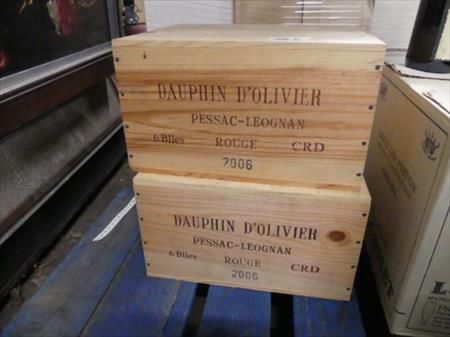 DAUPHIN D'OLIVIER
PESSAC-LEOGNAN
6 Blles ROUGE CRD
2006
DAUPHIN D'OLIVIER
PESSAC-LEOGNAN
6 Blles ROUGE CRD
2006